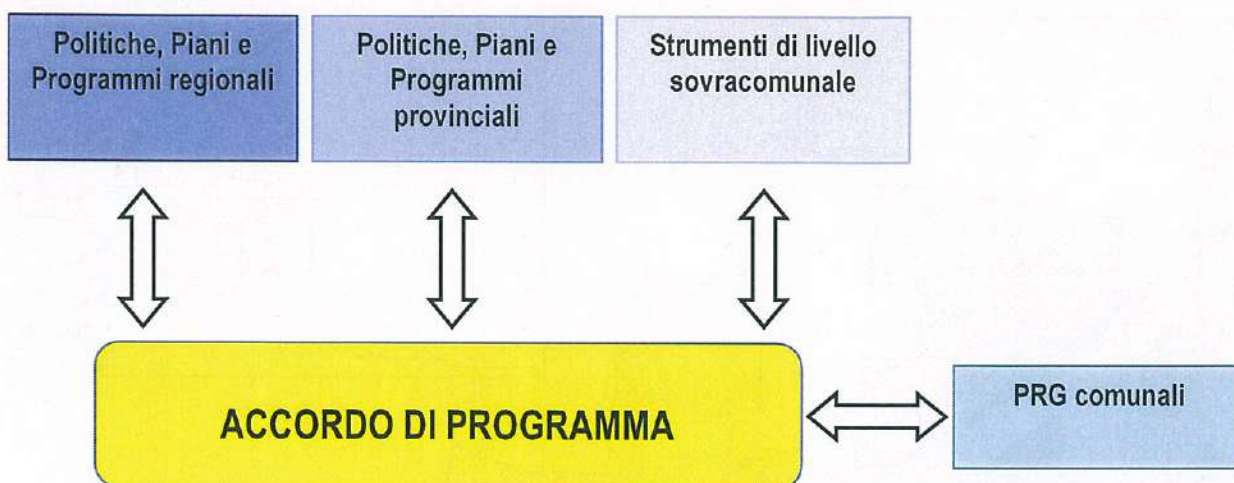 Politiche, Piani e
Programmi regionali
Politiche, Piani e
Programmi
provinciali
Strumenti di livello
sovracomunale
ACCORDO DI PROGRAMMA
PRG comunali